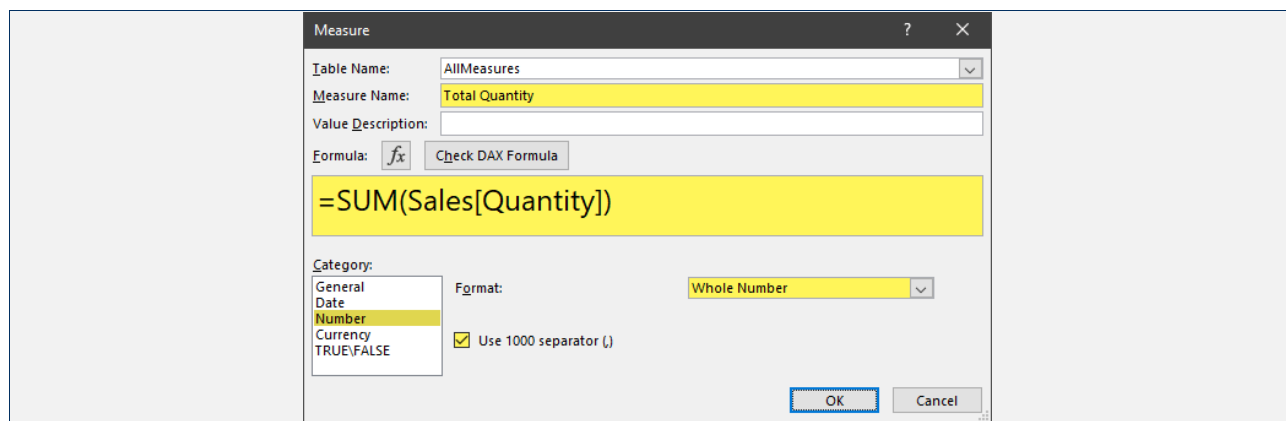 Measure ?
Table Name: AllMeasures
Measure Name: Total Quantity
Value Description:
Formula: fx Check DAX Formula
=SUM(Sales[Quantity])
Category:
General Format: Whole Number
Date
Number
Currency Use 1000 separator (,)
TRUE\FALSE
OK Cancel